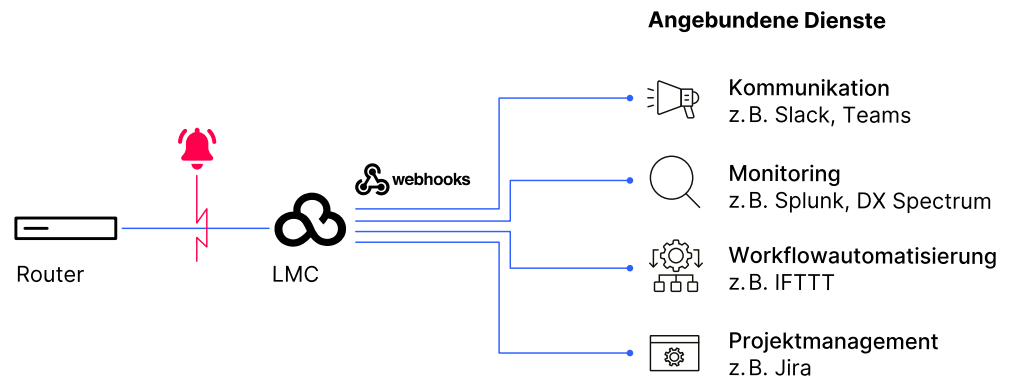 Angebundene Dienste
Kommunikation
z. B. Slack, Teams
webhooks
Monitoring
z. B. Splunk, DX Spectrum
Router
LMC
Workflowautomatisierung
z. B. IFTTT
Projektmanagement
z. B. Jira